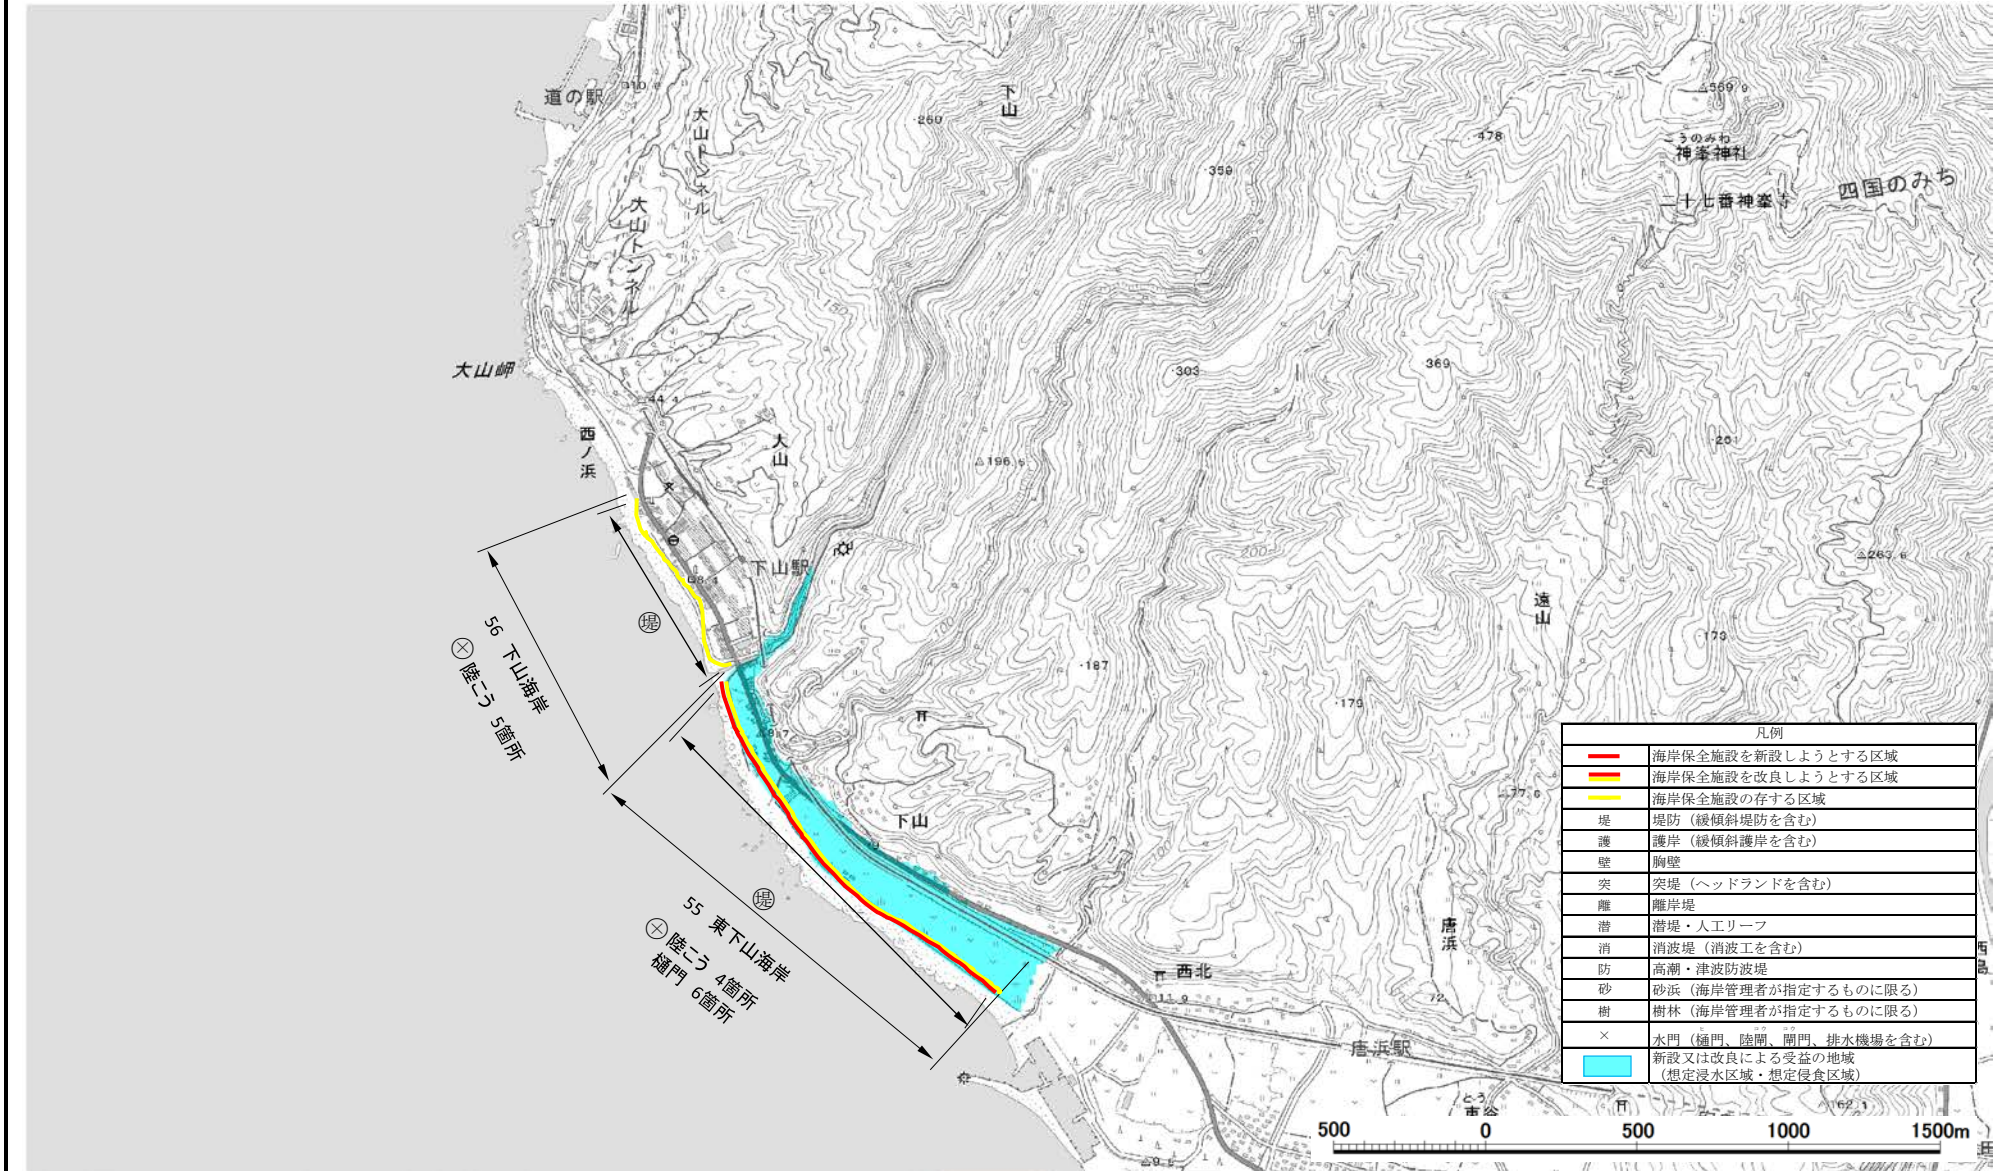 道の駅
大山トンネル
大山トンネル
下山
・260
・359
・478
△569.9
こうのみね
神峯神社
二十七番神峯寺
四国のみち
大山岬
44.4
・303
369
西ノ浜
大山
△196.5
・261
下山駅
200
△263.6
8.4
堤
56 下山海岸
× 陸こう 5箇所
100
遠山
・173
・187
・179
下山
100
堤
55 東下山海岸
× 陸こう 4箇所
樋門 6箇所
唐浜
西北
11.9
72
唐浜駅
とう
162.1
凡例
海岸保全施設を新設しようとする区域
海岸保全施設を改良しようとする区域
海岸保全施設の存する区域
堤 堤防（緩傾斜堤防を含む）
護 護岸（緩傾斜護岸を含む）
壁 胸壁
突 突堤（ヘッドランドを含む）
離 離岸堤
潜 潜堤・人工リーフ
消 消波堤（消波工を含む）
防 高潮・津波防波堤
砂 砂浜（海岸管理者が指定するものに限る）
樹 樹林（海岸管理者が指定するものに限る）
× 水門（樋門、陸閘、閘門、排水機場を含む）
新設又は改良による受益の地域
（想定浸水区域・想定侵食区域）
500 0 500 1000 1500m